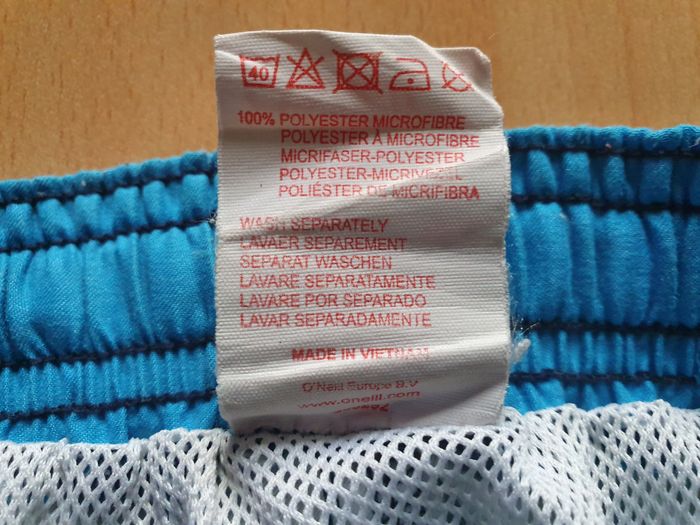 40
100% POLYESTER MICROFIBRE
POLYESTER À MICROFIBRE
MICRIFASER-POLYESTER
POLYESTER-MICRIVEZEL
POLIÉSTER DE MICRIFIBRA
WASH SEPARATELY
LAVAER SEPAREMENT
SEPARAT WASCHEN
LAVARE SEPARATAMENTE
LAVARE POR SEPARADO
LAVAR SEPARADAMENTE
MADE IN VIETNAM
O'Neill Europe B.V
www.oneill.com